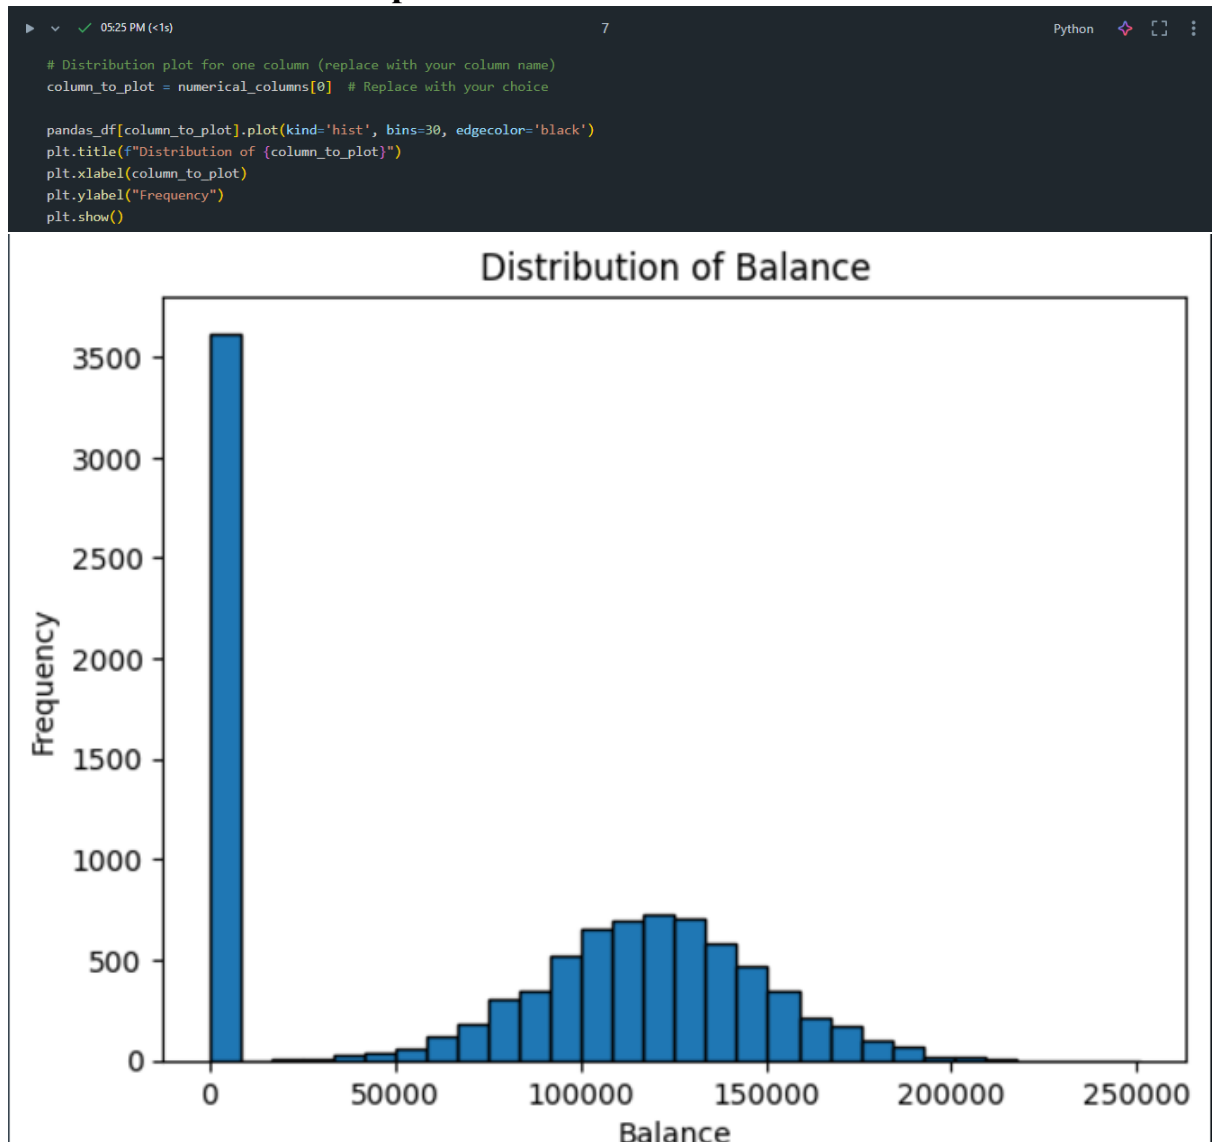 05:25 PM (<1s)
7
Python
# Distribution plot for one column (replace with your column name)
column_to_plot = numerical_columns[0]  # Replace with your choice
pandas_df[column_to_plot].plot(kind='hist', bins=30, edgecolor='black')
plt.title(f"Distribution of {column_to_plot}")
plt.xlabel(column_to_plot)
plt.ylabel("Frequency")
plt.show()
Distribution of Balance
Frequency
3500
3000
2500
2000
1500
1000
500
0
0 50000 100000 150000 200000 250000
Balance